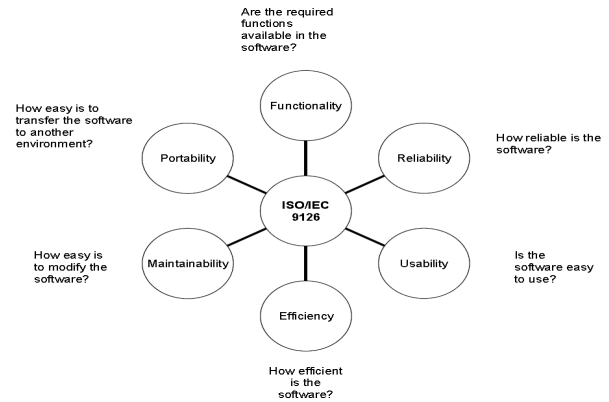 Are the required
functions
available in the
software?
Functionality
How easy is to
transfer the software
to another
environment?
Portability
Reliability
How reliable is the
software?
ISO/IEC
9126
How easy is
to modify the
software?
Maintainability
Usability
Is the
software easy
to use?
Efficiency
How efficient
is the
software?